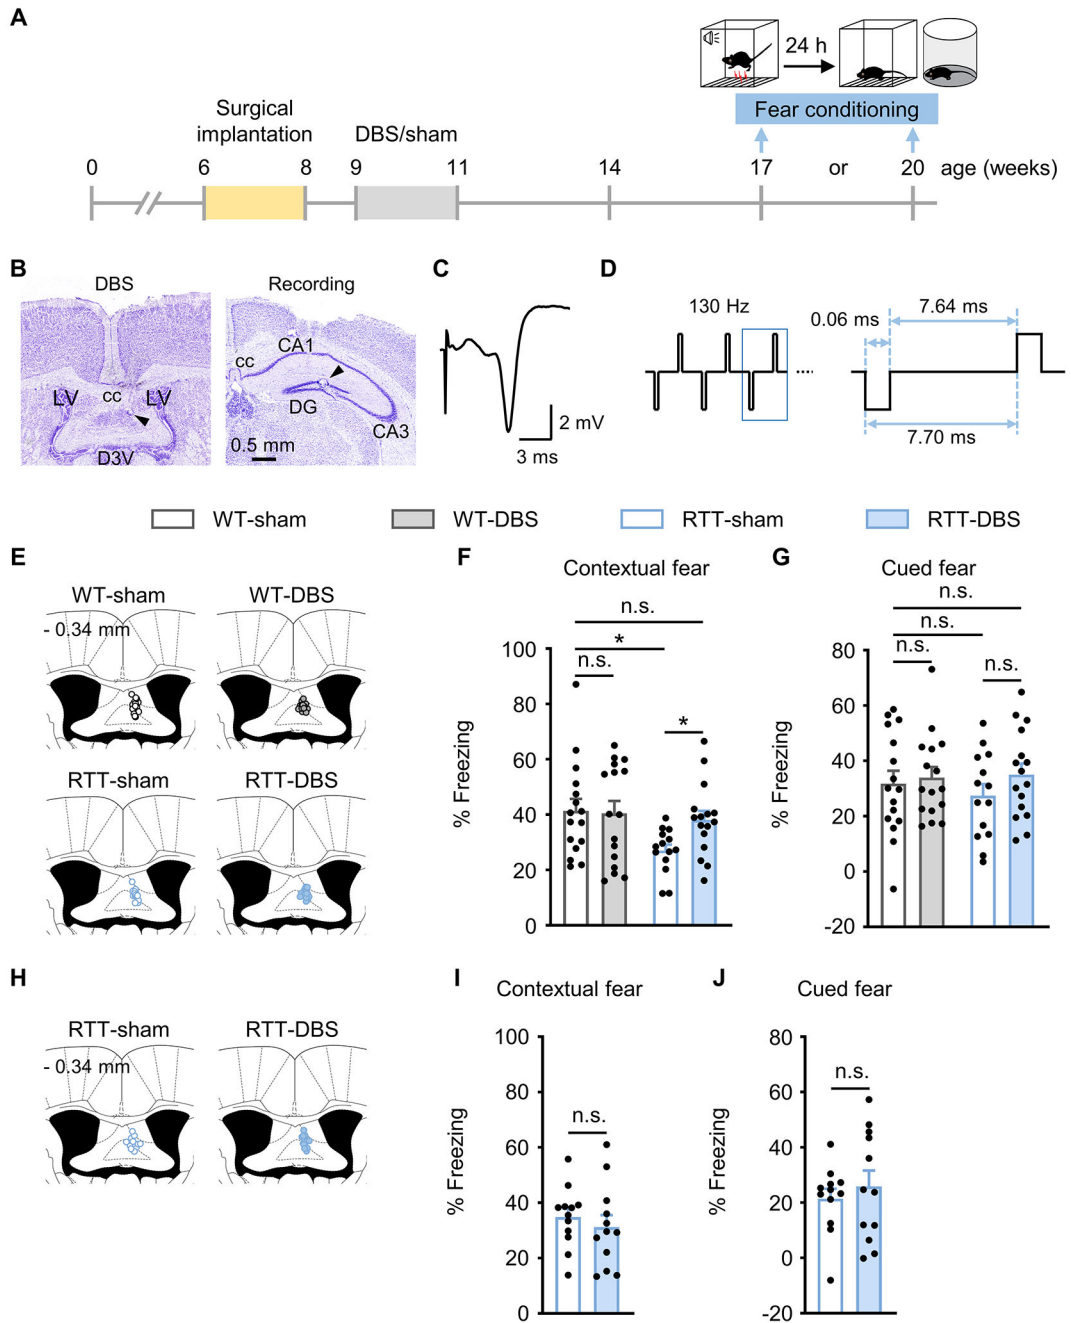 A
24 h
Fear conditioning
Surgical
implantation
DBS/sham
0
6
8
9
11
14
17
or
20
age (weeks)
B
DBS
LV
cc
LV
D3V
Recording
CA1
cc
DG
CA3
0.5 mm
C
2 mV
3 ms
D
130 Hz
7.64 ms
0.06 ms
7.70 ms
WT-sham
WT-DBS
RTT-sham
RTT-DBS
E
WT-sham
WT-DBS
- 0.34 mm
RTT-sham
RTT-DBS
F
Contextual fear
n.s.
*
n.s.
*
% Freezing
100
80
60
40
20
0
G
Cued fear
n.s.
n.s.
n.s.
n.s.
% Freezing
80
60
40
20
0
-20
H
RTT-sham
RTT-DBS
- 0.34 mm
I
Contextual fear
n.s.
% Freezing
100
80
60
40
20
0
J
Cued fear
n.s.
% Freezing
80
60
40
20
0
-20